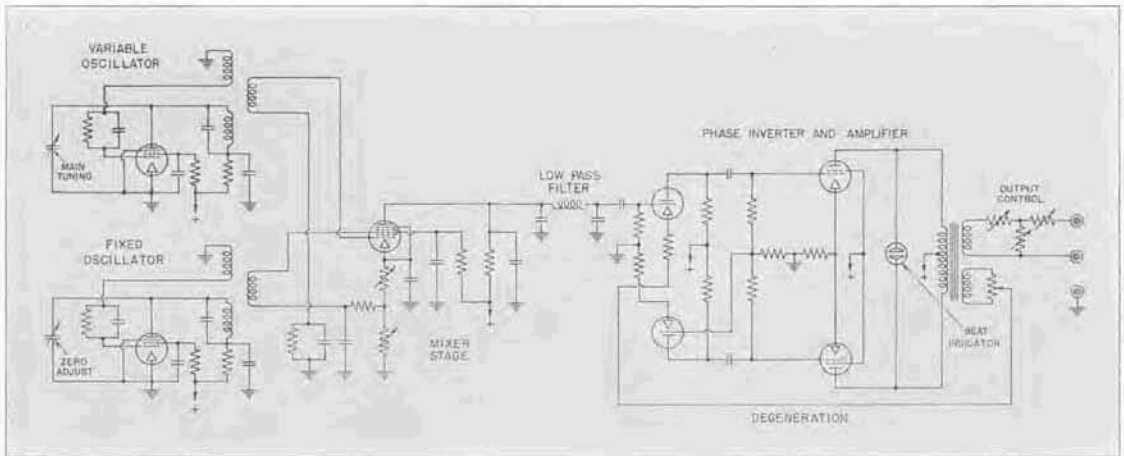 VARIABLE
OSCILLATOR
MAIN
TUNING
FIXED
OSCILLATOR
ZERO
ADJUST
MIXER
STAGE
LOW PASS
FILTER
PHASE INVERTER AND AMPLIFIER
OUTPUT
CONTROL
BEAT
INDICATOR
DEGENERATION